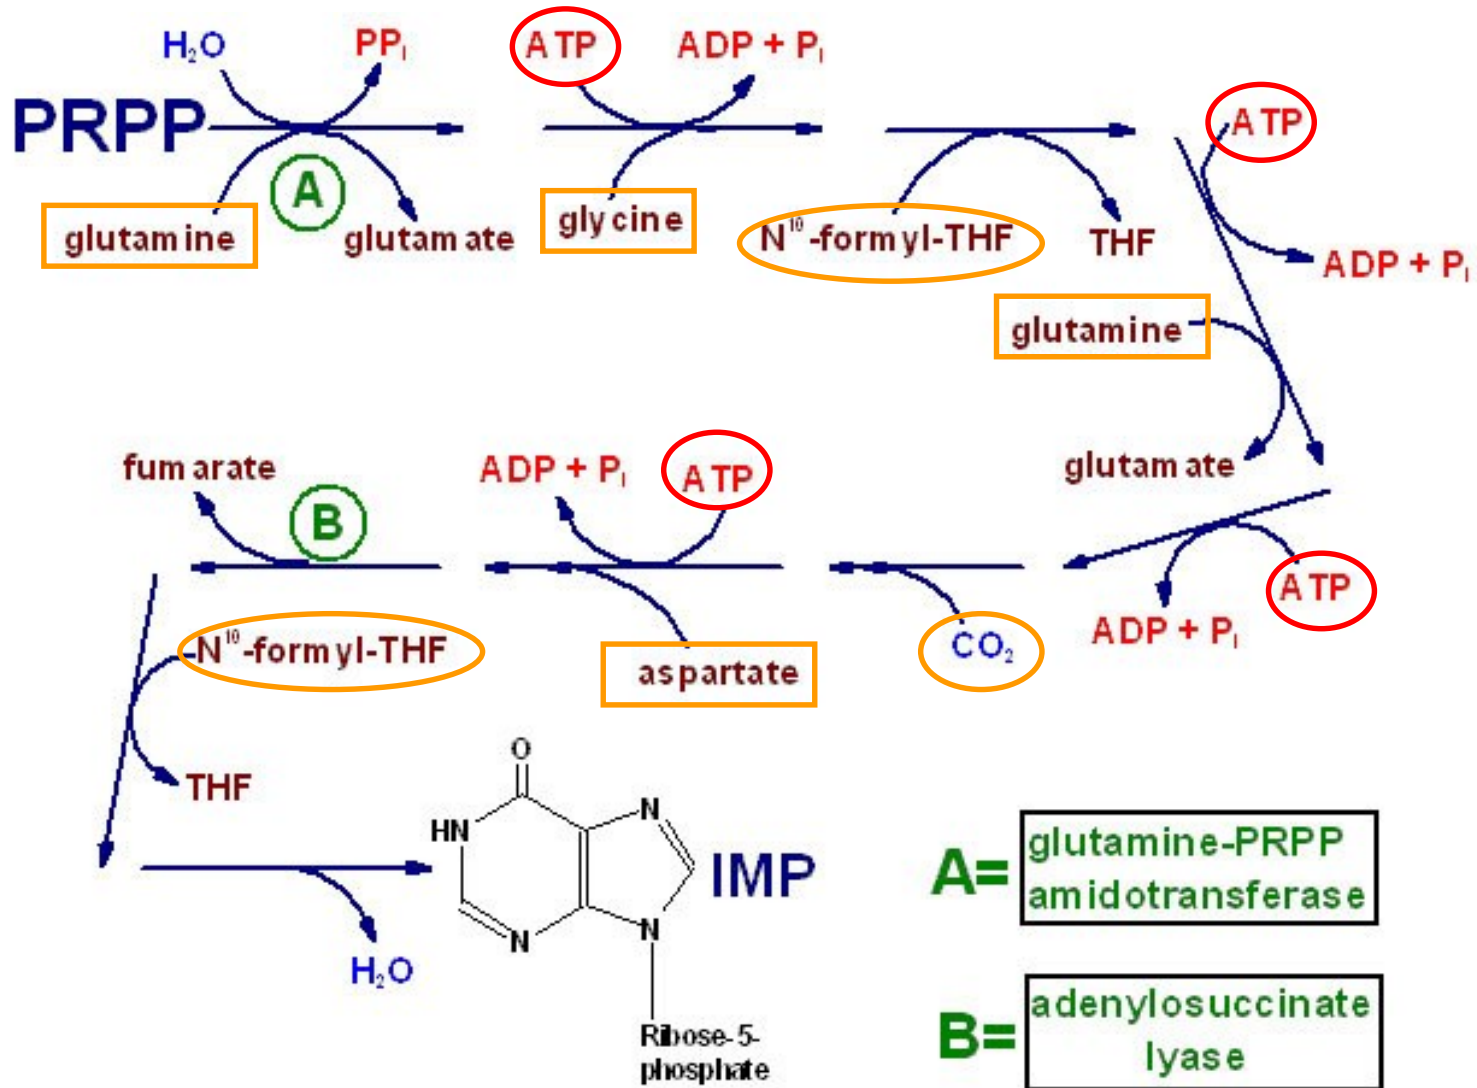 H₂O
PPᵢ
ATP
ADP + Pᵢ
PRPP
A
glutamine
glutamate
glycine
N¹⁰-formyl-THF
THF
ATP
ADP + Pᵢ
glutamine
glutamate
ATP
ADP + Pᵢ
CO₂
ATP
ADP + Pᵢ
aspartate
B
fumarate
N¹⁰-formyl-THF
THF
H₂O
O
HN
N
N
N
IMP
Ribose-5-
phosphate
A=
glutamine-PRPP
amidotransferase
B=
adenylosuccinate
lyase